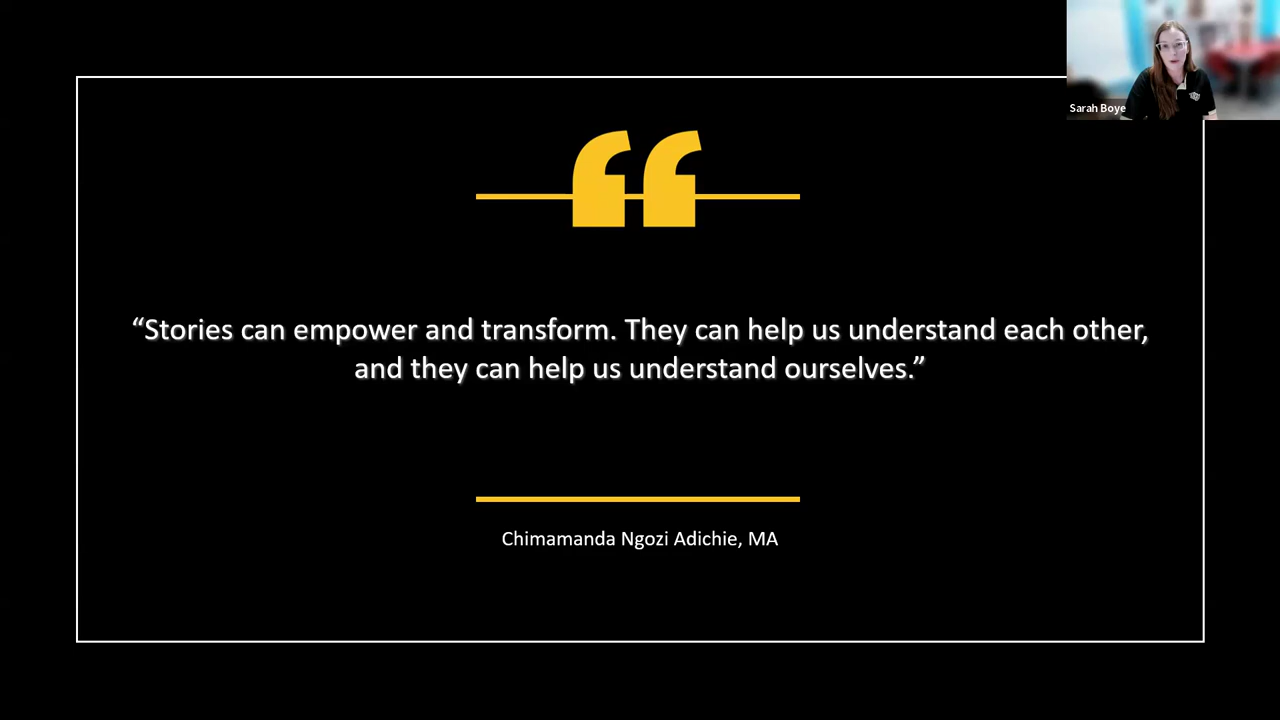 “Stories can empower and transform. They can help us understand each other,
and they can help us understand ourselves.”
Chimamanda Ngozi Adichie, MA
Sarah Boye